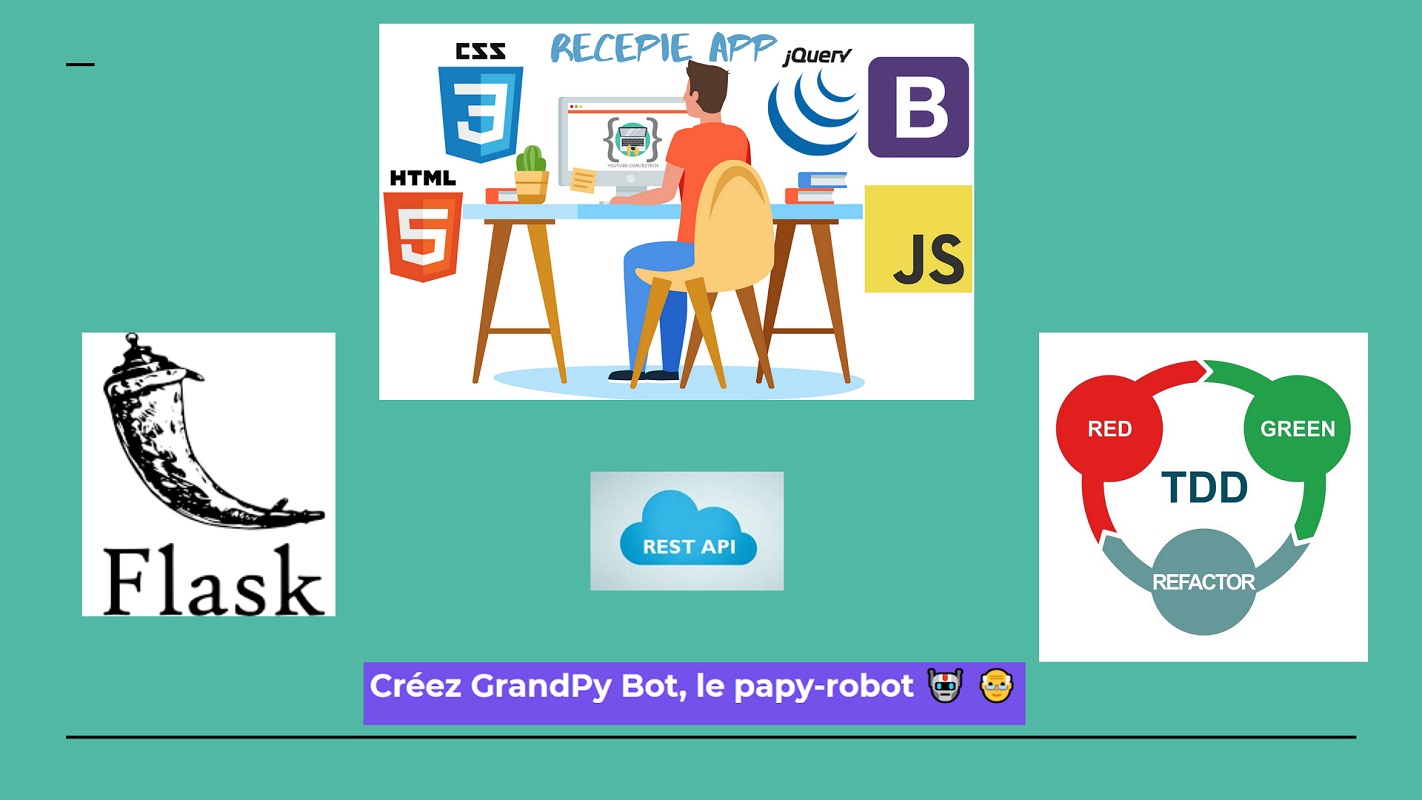 CSS
RECEPIE APP
jQuery
3
B
HTML
5
YOUTUBE.COM/B2TECH
JS
Flask
RED
GREEN
TDD
REFACTOR
REST API
Créez GrandPy Bot, le papy-robot